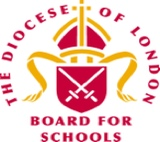 THE DIOCESE OF LONDON
BOARD FOR
SCHOOLS